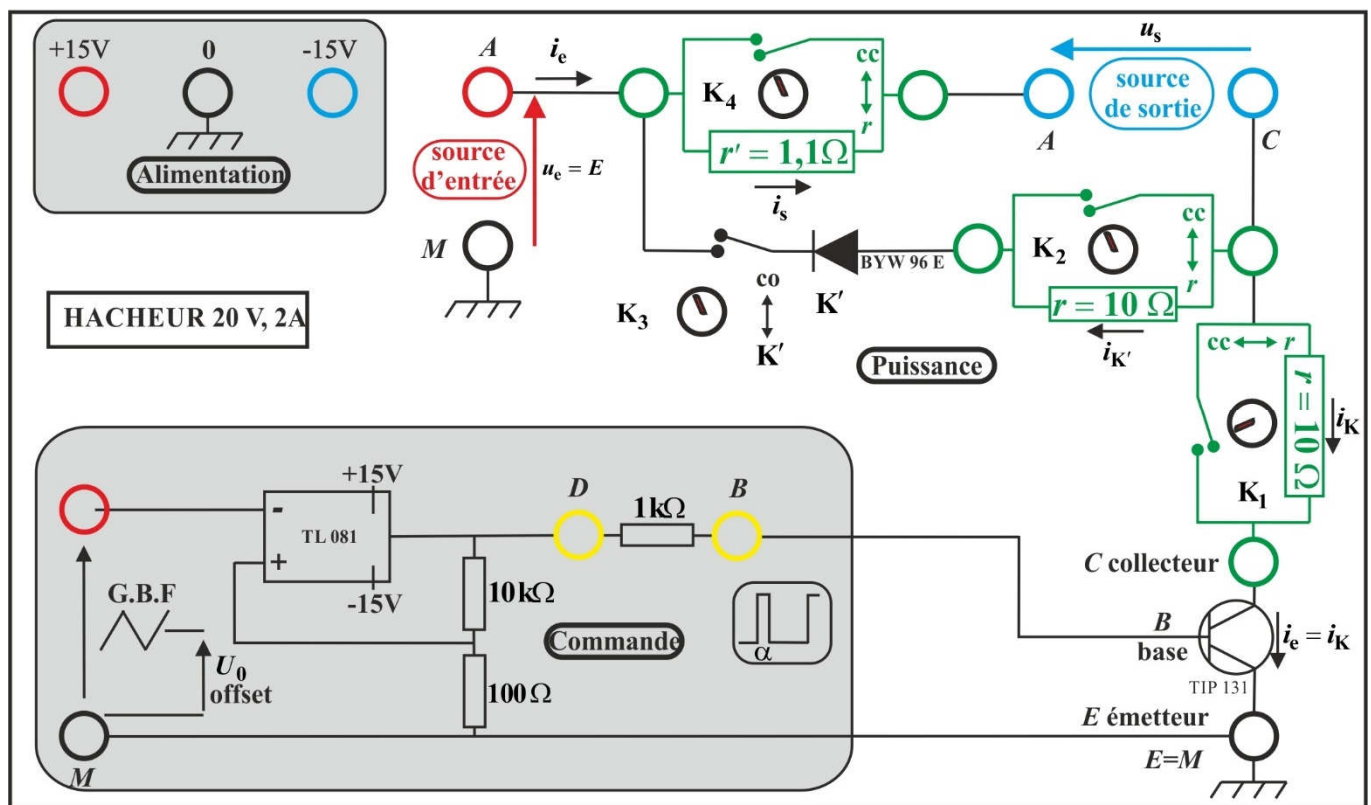 +15V
0
-15V
Alimentation
A
i_e
source d'entrée
u_e = E
M
K_4
cc
r
r' = 1,1Ω
i_s
u_s
source de sortie
A
C
K_3
co
K'
K'
BYW 96 E
K_2
cc
r
r = 10 Ω
i_K'
HACHEUR 20 V, 2A
Puissance
cc
r
r = 10 Ω
i_K
K_1
C collecteur
B
base
TIP 131
i_e = i_K
E émetteur
E=M
+15V
-
TL 081
+
-15V
G.B.F
U_0
offset
M
10kΩ
100Ω
D
1kΩ
B
Commande
α